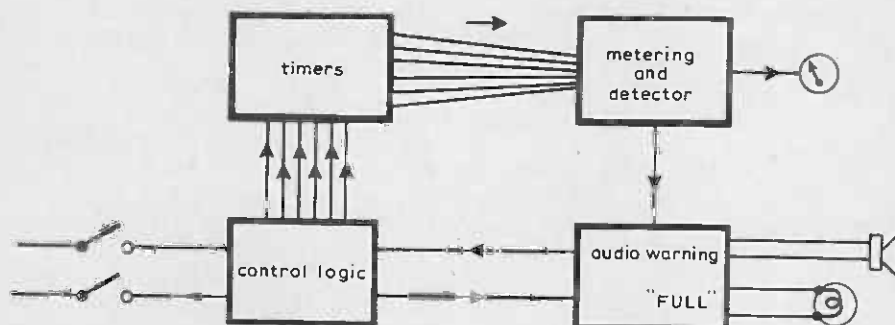 timers
metering
and
detector
control logic
audio warning
"FULL"